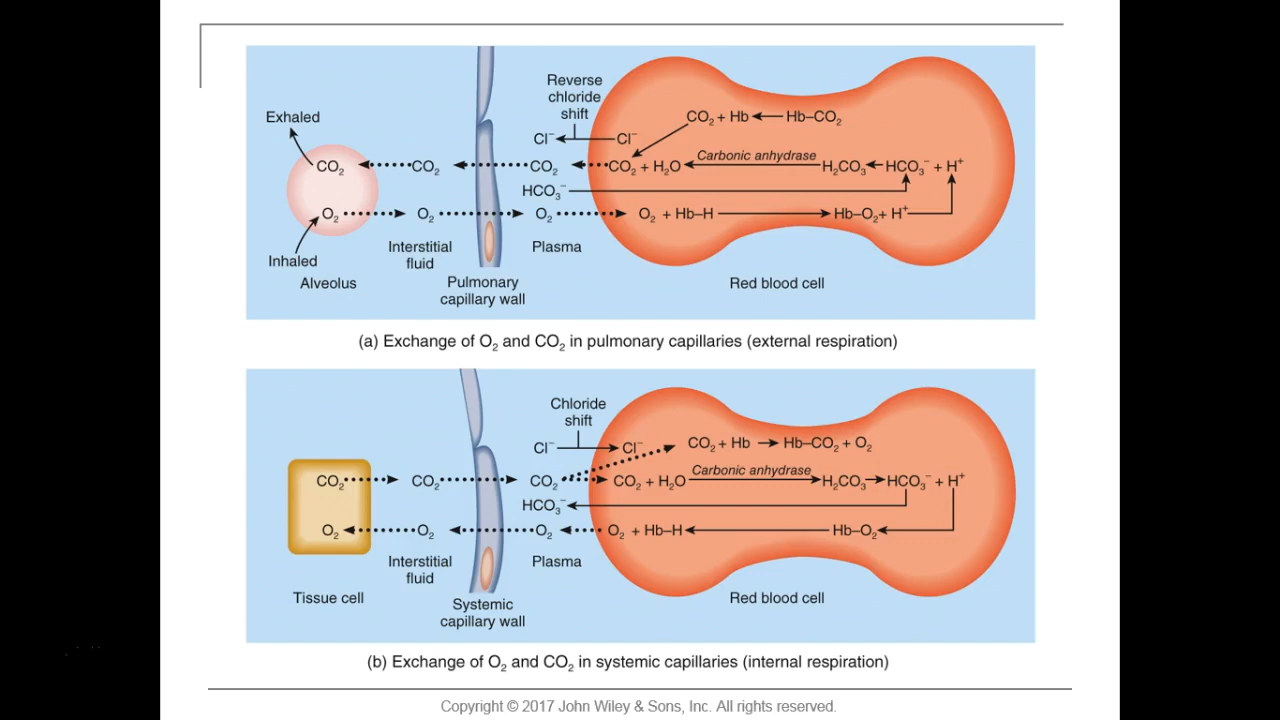 Reverse
chloride
shift
Exhaled
CO₂ + Hb Hb–CO₂
Cl⁻ Cl⁻
Carbonic anhydrase
CO₂ CO₂ CO₂ CO₂ + H₂O H₂CO₃ HCO₃⁻ + H⁺
HCO₃⁻
O₂ O₂ O₂ O₂ + Hb–H Hb–O₂ + H⁺
Interstitial
fluid
Plasma
Inhaled
Alveolus
Pulmonary
capillary wall
Red blood cell
(a) Exchange of O₂ and CO₂ in pulmonary capillaries (external respiration)
Chloride
shift
Cl⁻ Cl⁻ CO₂ + Hb Hb–CO₂ + O₂
Carbonic anhydrase
CO₂ CO₂ CO₂ CO₂ + H₂O H₂CO₃ HCO₃⁻ + H⁺
HCO₃⁻
O₂ O₂ O₂ O₂ + Hb–H Hb–O₂
Interstitial
fluid
Plasma
Tissue cell
Systemic
capillary wall
Red blood cell
(b) Exchange of O₂ and CO₂ in systemic capillaries (internal respiration)
Copyright © 2017 John Wiley & Sons, Inc. All rights reserved.